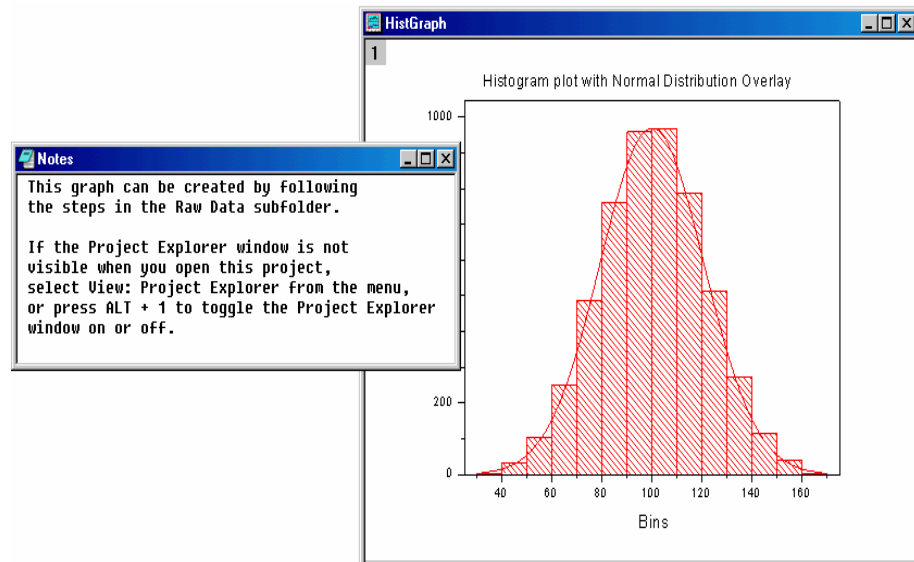 HistGraph
1
Histogram plot with Normal Distribution Overlay
1000
200
0
40 60 80 100 120 140 160
Bins
Notes
This graph can be created by following
the steps in the Raw Data subfolder.
If the Project Explorer window is not
visible when you open this project,
select View: Project Explorer from the menu,
or press ALT + 1 to toggle the Project Explorer
window on or off.